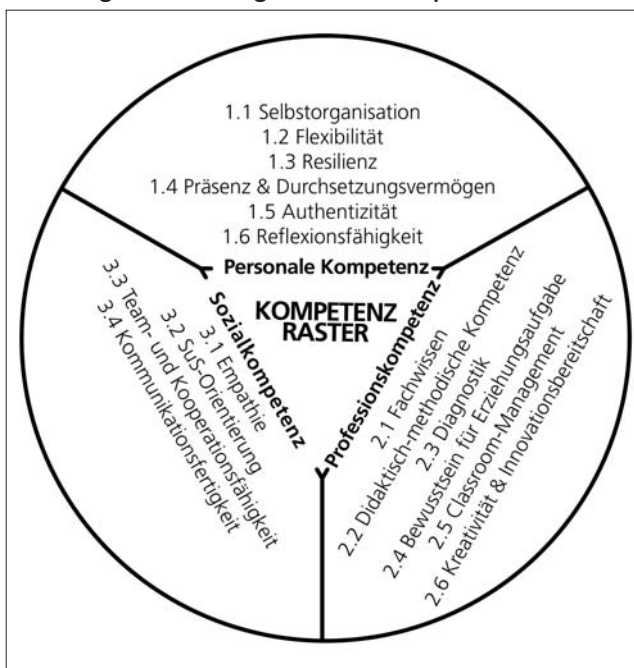 1.1 Selbstorganisation
1.2 Flexibilität
1.3 Resilienz
1.4 Präsenz & Durchsetzungsvermögen
1.5 Authentizität
1.6 Reflexionsfähigkeit
Personale Kompetenz
KOMPETENZ
RASTER
Professionskompetenz
2.1 Fachwissen
2.2 Didaktisch-methodische Kompetenz
2.3 Diagnostik
2.4 Bewusstsein für Erziehungsaufgabe
2.5 Classroom-Management
2.6 Kreativität & Innovationsbereitschaft
Sozialkompetenz
3.1 Empathie
3.2 SuS-Orientierung
3.3 Team- und Kooperationsfähigkeit
3.4 Kommunikationsfertigkeit